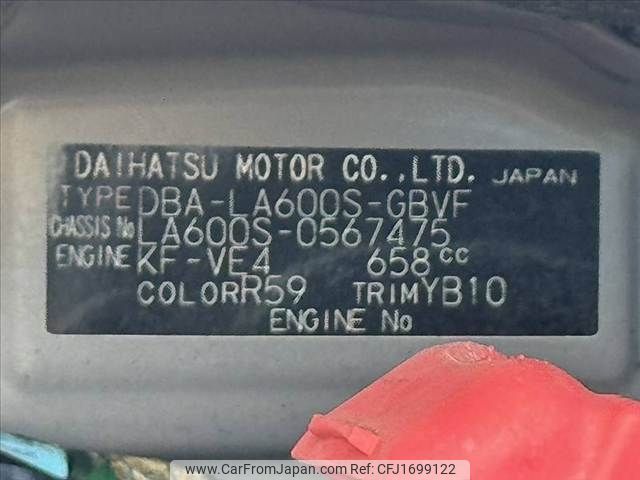 DAIHATSU MOTOR CO.,LTD. JAPAN
TYPE DBA-LA600S-GBVF
CHASSIS No LA600S-0567475
ENGINE KF-VE4 658cc
COLOR R59 TRIM YB10
ENGINE No
www.CarFromJapan.com Ref: CFJ1699122